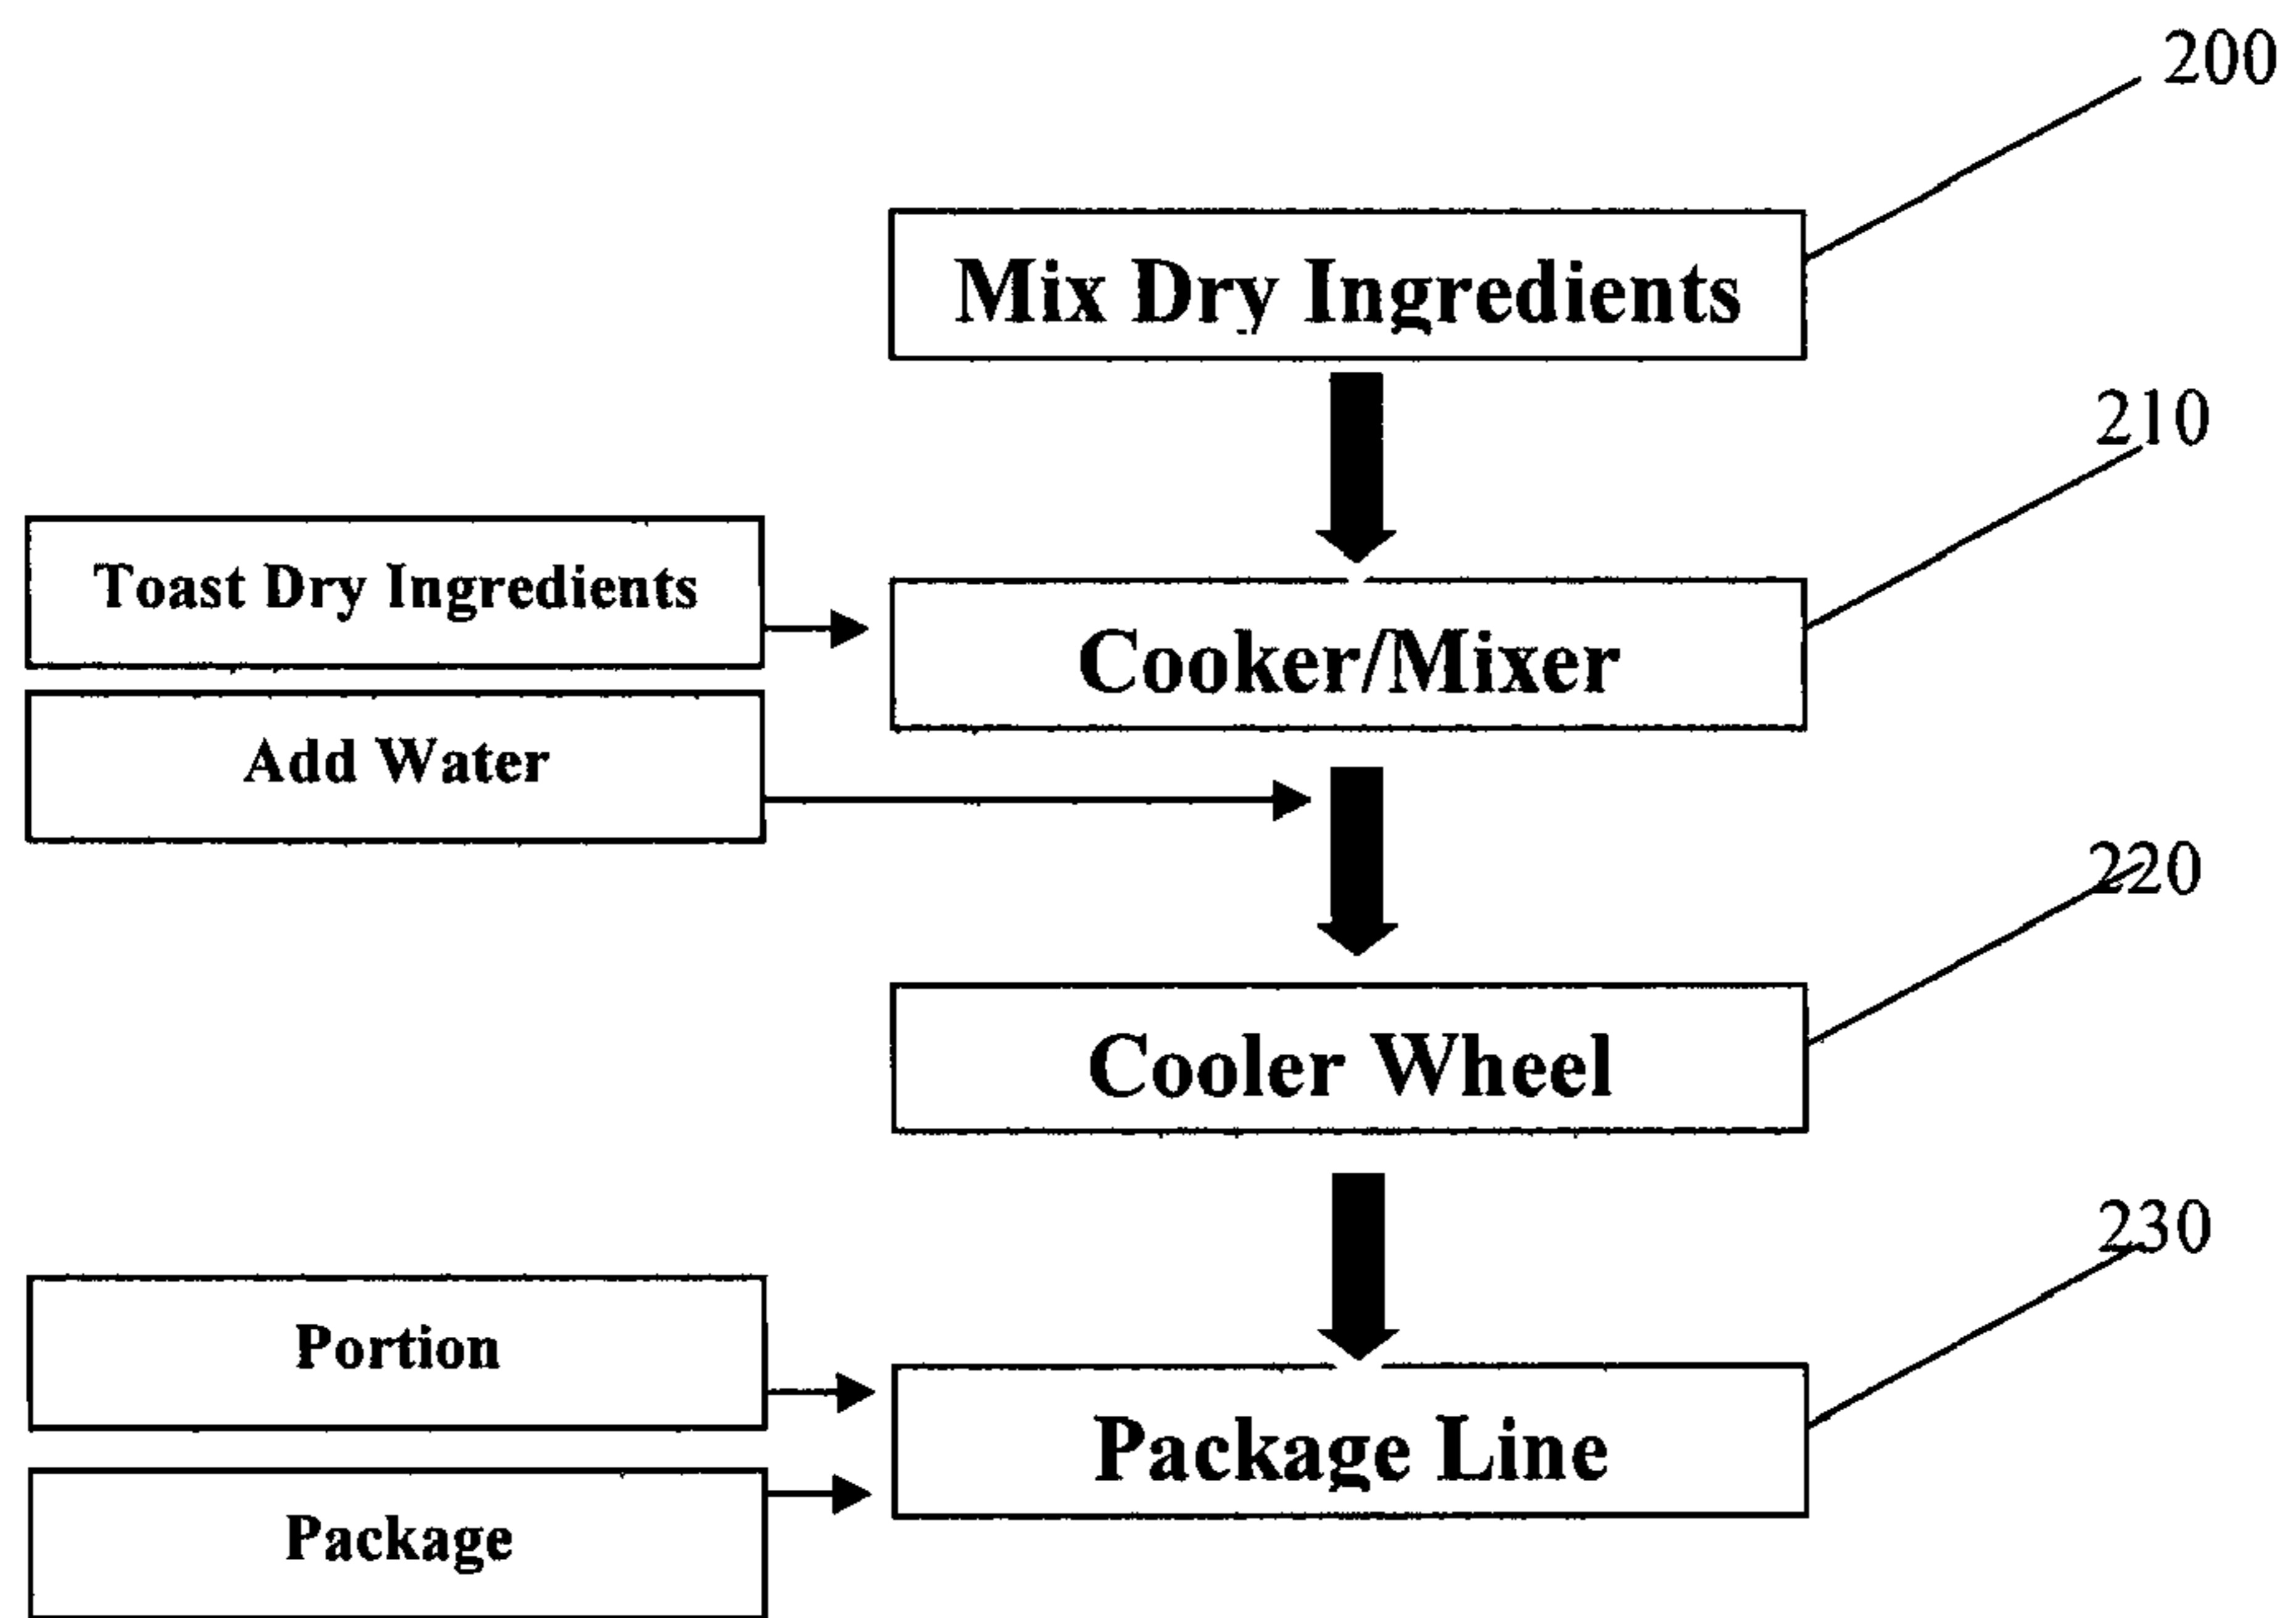 200
Mix Dry Ingredients
210
Toast Dry Ingredients
Cooker/Mixer
Add Water
220
Cooler Wheel
230
Portion
Package Line
Package